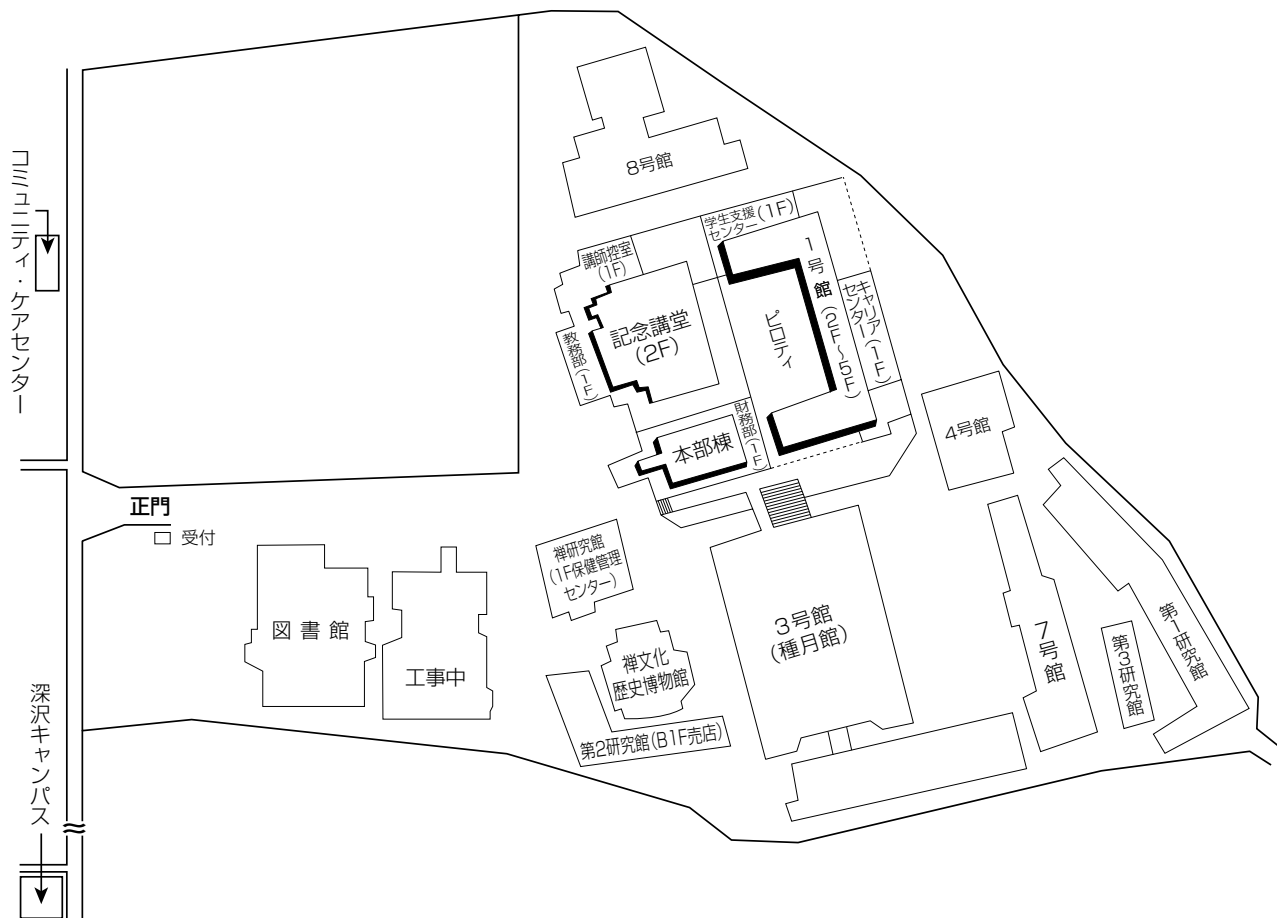 8号館
コミュニティ・ケアセンター
学生支援(1F)
センター
講師控室
(1F)
1号館(2F〜5F)
キャリア(1F)
センター
記念講堂
(2F)
ピロティ
教務部(1F)
財務部(1F)
本部棟
4号館
正門
受付
禅研究館
(1F保健管理
センター)
図書館
工事中
3号館
(種月館)
7号館
第1研究館
第3研究館
禅文化
歴史博物館
第2研究館(B1F売店)
深沢キャンパス